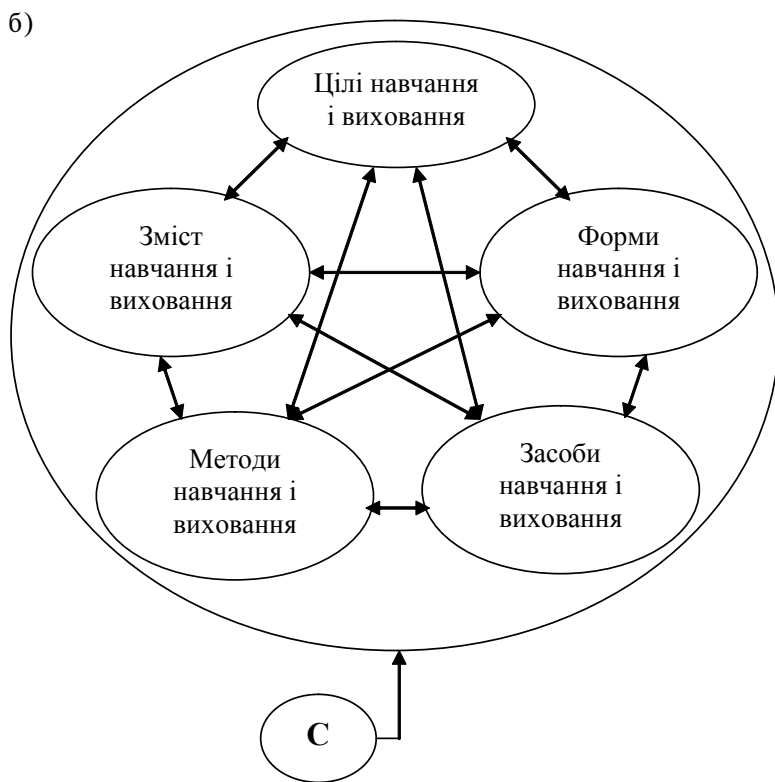 б)
Цілі навчання
і виховання
Зміст
навчання і
виховання
Форми
навчання і
виховання
Методи
навчання і
виховання
Засоби
навчання і
виховання
С